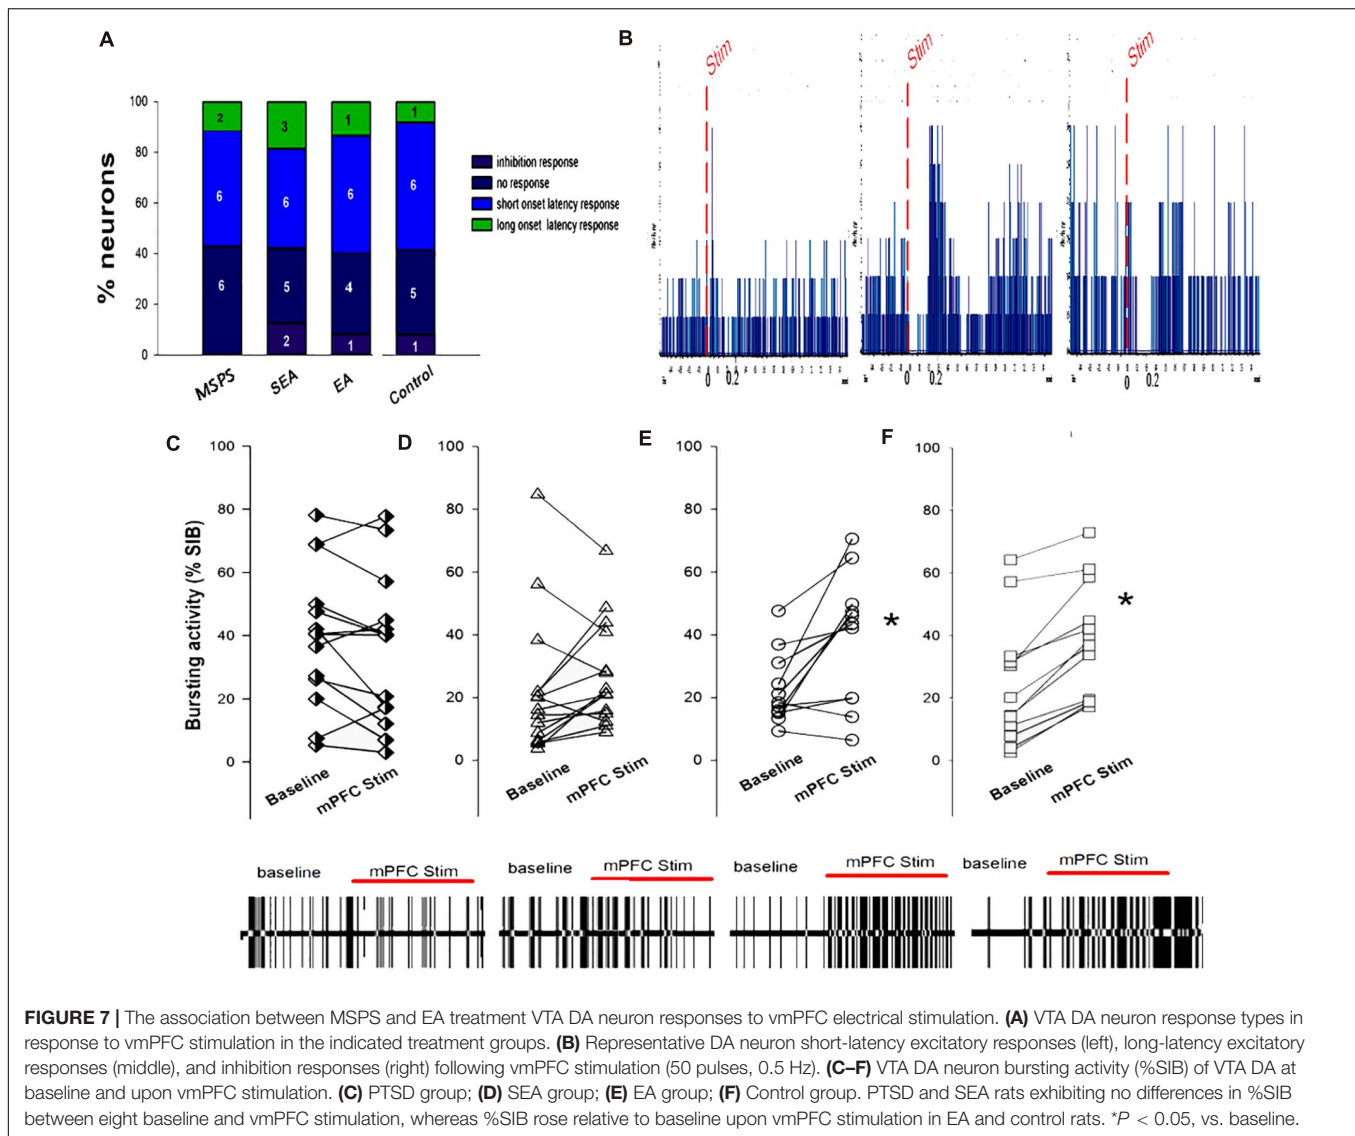 A
% neurons
100
80
60
40
20
0
2
6
6
3
6
5
2
1
6
4
1
1
6
5
1
MSPS
SEA
EA
Control
inhibition response
no response
short onset latency response
long onset latency response
B
Stim
Stim
Stim
0 0.2
0 0.2
0 0.2
C
Bursting activity (% SIB)
100
80
60
40
20
0
Baseline
mPFC Stim
D
100
80
60
40
20
0
Baseline
mPFC Stim
E
100
80
60
40
20
0
*
Baseline
mPFC Stim
F
100
80
60
40
20
0
*
Baseline
mPFC Stim
baseline
mPFC Stim
baseline
mPFC Stim
baseline
mPFC Stim
baseline
mPFC Stim
FIGURE 7 | The association between MSPS and EA treatment VTA DA neuron responses to vmPFC electrical stimulation. (A) VTA DA neuron response types in
response to vmPFC stimulation in the indicated treatment groups. (B) Representative DA neuron short-latency excitatory responses (left), long-latency excitatory
responses (middle), and inhibition responses (right) following vmPFC stimulation (50 pulses, 0.5 Hz). (C–F) VTA DA neuron bursting activity (%SIB) of VTA DA at
baseline and upon vmPFC stimulation. (C) PTSD group; (D) SEA group; (E) EA group; (F) Control group. PTSD and SEA rats exhibiting no differences in %SIB
between eight baseline and vmPFC stimulation, whereas %SIB rose relative to baseline upon vmPFC stimulation in EA and control rats. *P < 0.05, vs. baseline.